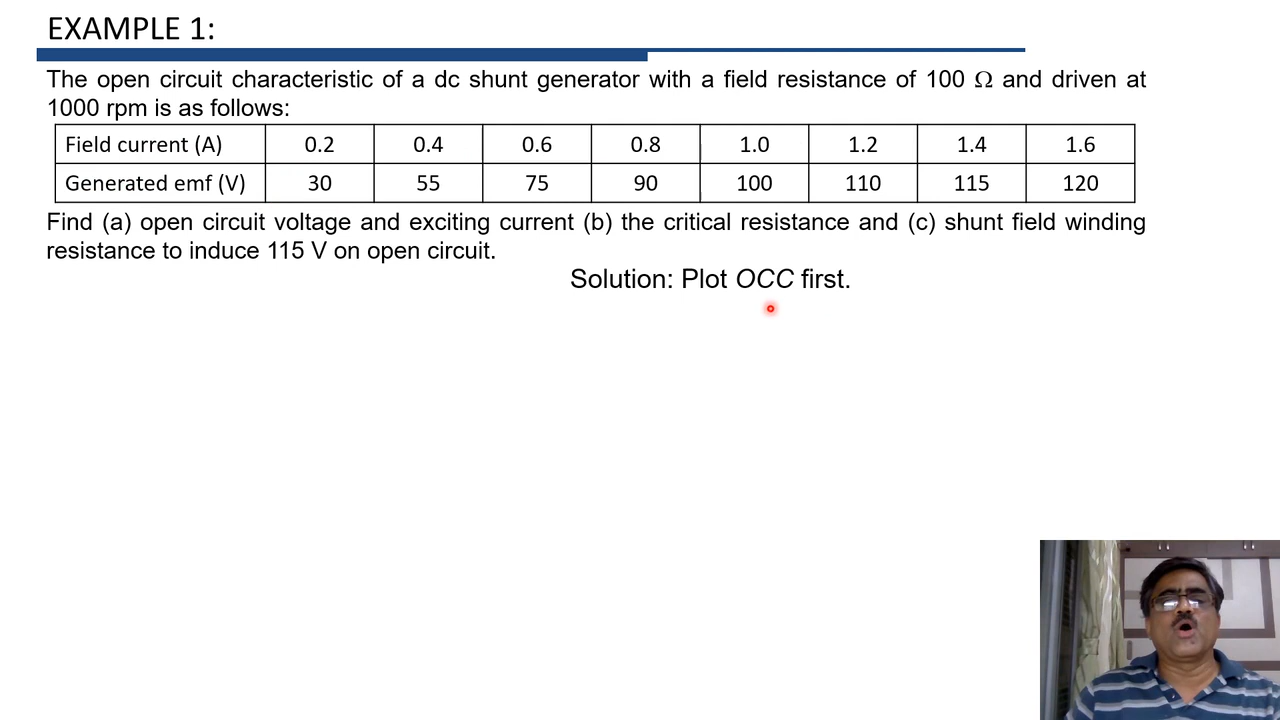 EXAMPLE 1:
The open circuit characteristic of a dc shunt generator with a field resistance of 100 Ω and driven at
1000 rpm is as follows:
Field current (A) 0.2 0.4 0.6 0.8 1.0 1.2 1.4 1.6
Generated emf (V) 30 55 75 90 100 110 115 120
Find (a) open circuit voltage and exciting current (b) the critical resistance and (c) shunt field winding
resistance to induce 115 V on open circuit.
Solution: Plot OCC first.